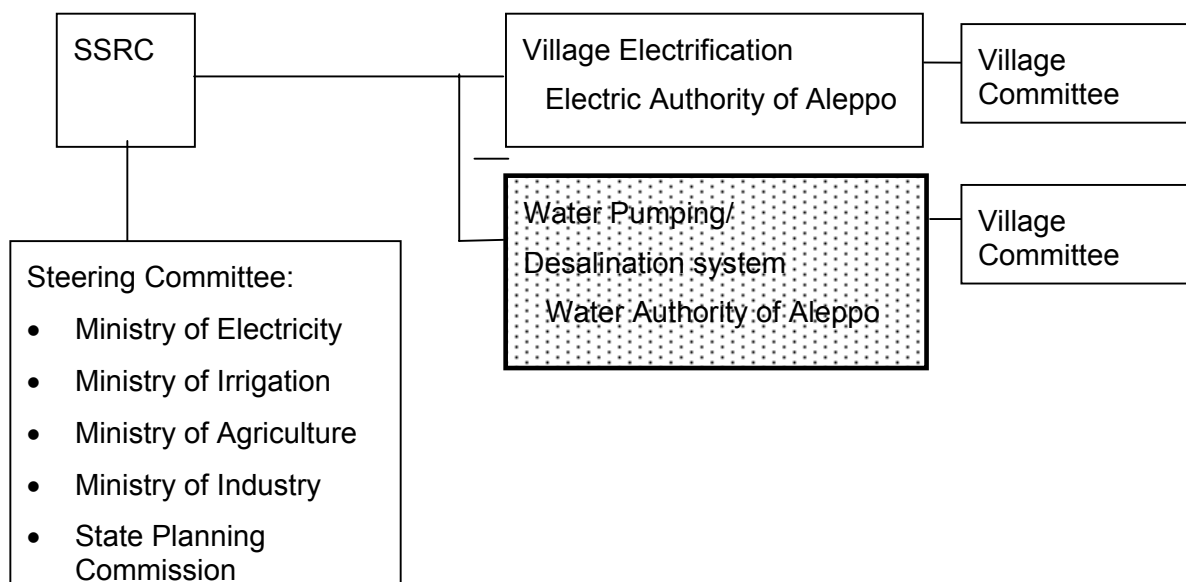 SSRC
Village Electrification
Electric Authority of Aleppo
Village
Committee
Water Pumping/
Desalination system
Water Authority of Aleppo
Village
Committee
Steering Committee:
• Ministry of Electricity
• Ministry of Irrigation
• Ministry of Agriculture
• Ministry of Industry
• State Planning
Commission